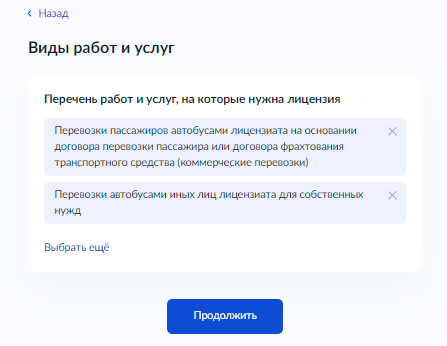 Назад
Виды работ и услуг
Перечень работ и услуг, на которые нужна лицензия
Перевозки пассажиров автобусами лицензиата на основании
договора перевозки пассажира или договора фрахтования
транспортного средства (коммерческие перевозки)
Перевозки автобусами иных лиц лицензиата для собственных
нужд
Выбрать ещё
Продолжить